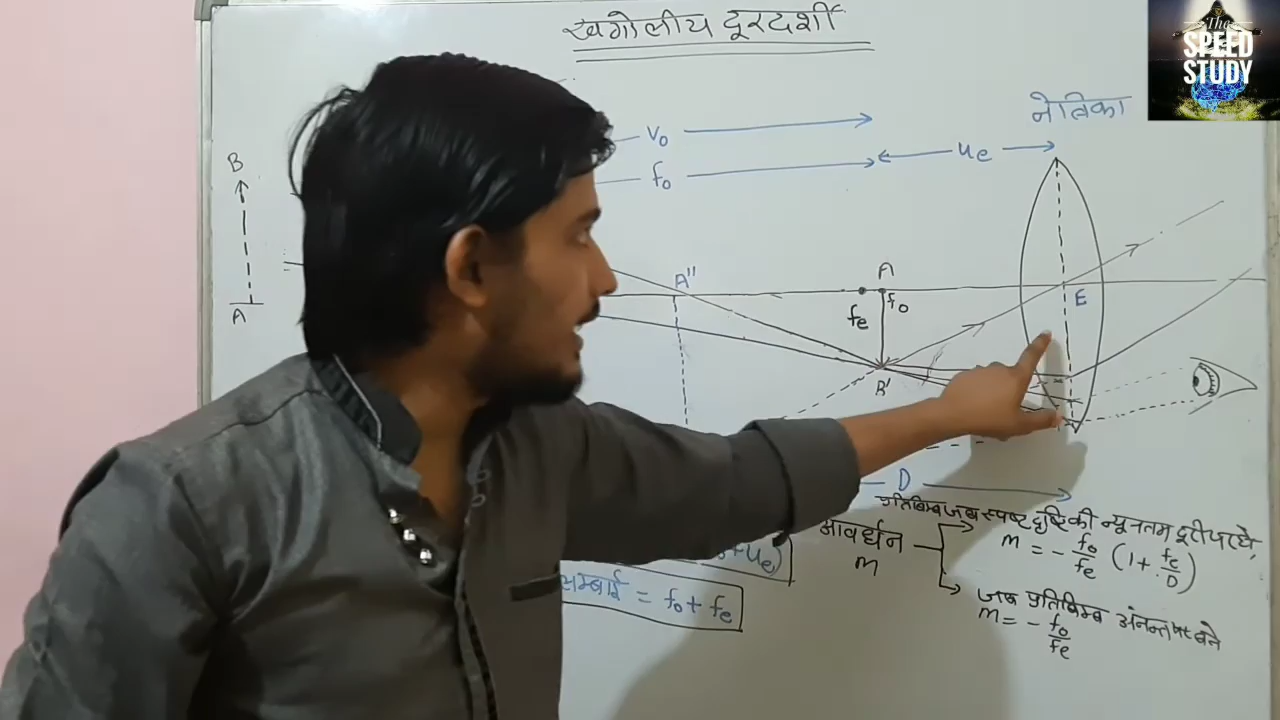 खगोलीय दूरदर्शी
The
SPEED
STUDY
नेत्रिका
v₀
uₑ
f₀
B
A
A"
A
E
fₑ
f₀
B'
D
प्रतिबिम्ब जब स्पष्ट दृष्टि की न्यूनतम दूरी पर बने,
आवर्धन
m
m = - f₀/fₑ (1 + fₑ/D)
+ uₑ)
लम्बाई = f₀ + fₑ
जब प्रतिबिम्ब अनन्त पर बने
m = - f₀/fₑ